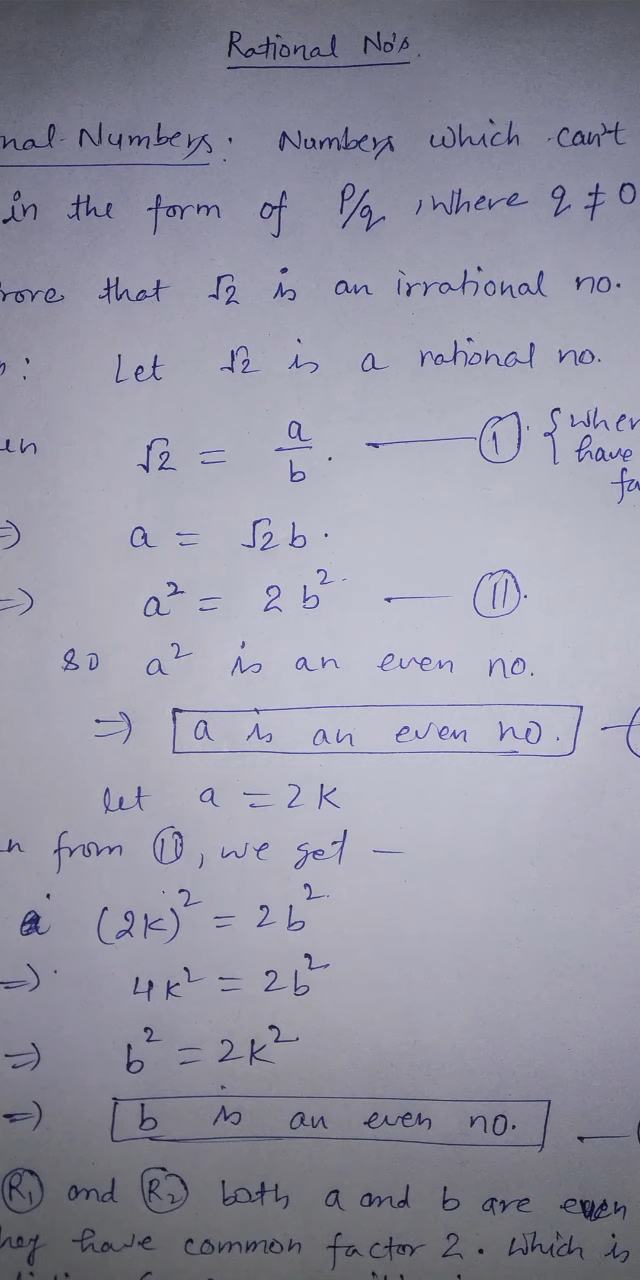 Rational No's.
nal Numbers: Numbers which can't
in the form of P/q, where q ≠ 0
rove that √2 is an irrational no.
: Let √2 is a rational no.
en √2 = a/b. — (I) { wher
have
fa
⇒ a = √2 b.
⇒ a² = 2 b² — (II).
so a² is an even no.
⇒ a is an even no. —
let a = 2K
n from (II), we get —
(2K)² = 2b²
⇒ 4K² = 2b²
⇒ b² = 2K²
⇒ b is an even no. —
(R₁) and (R₂) both a and b are even
hey have common factor 2. Which is